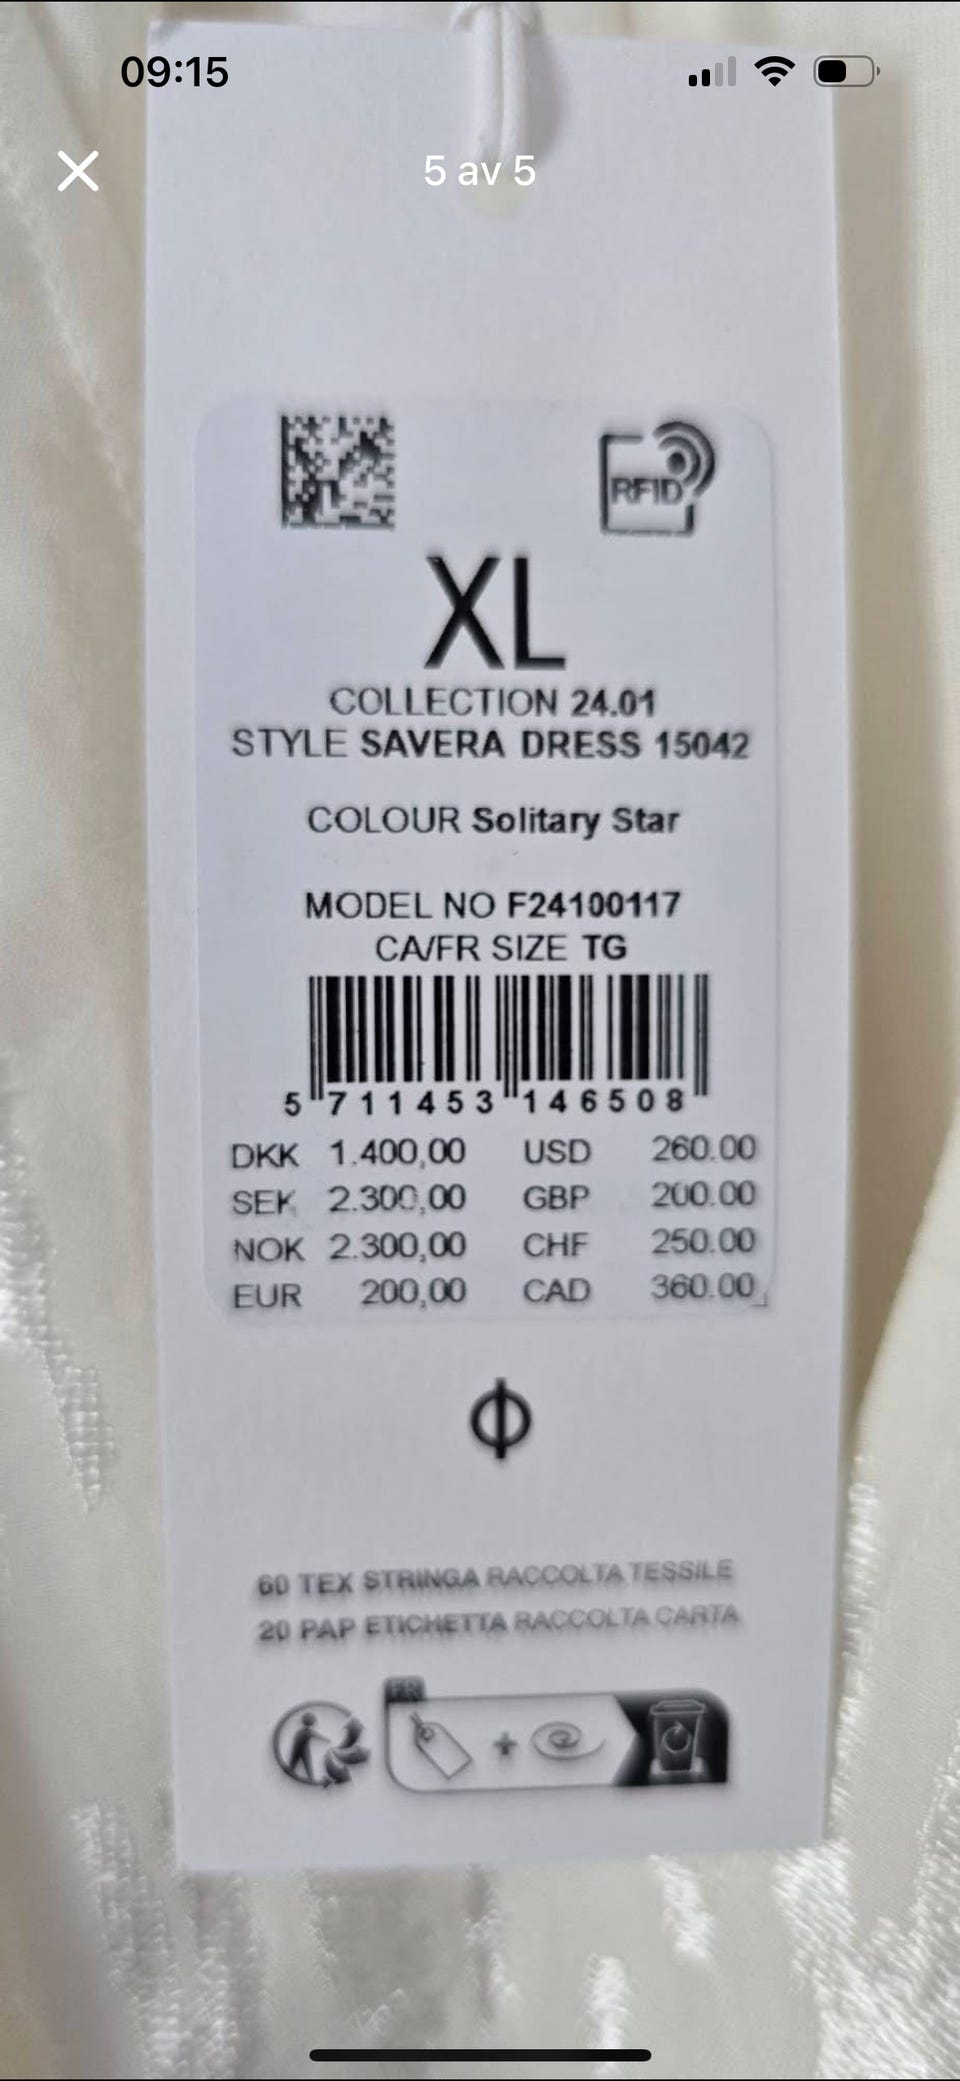 09:15
5 av 5
RFID
XL
COLLECTION 24.01
STYLE SAVERA DRESS 15042
COLOUR Solitary Star
MODEL NO F24100117
CA/FR SIZE TG
5 711453 146508
DKK 1.400,00 USD 260.00
SEK 2.300,00 GBP 200.00
NOK 2.300,00 CHF 250.00
EUR 200,00 CAD 360.00
60 TEX STRINGA RACCOLTA TESSILE
20 PAP ETICHETTA RACCOLTA CARTA
FR